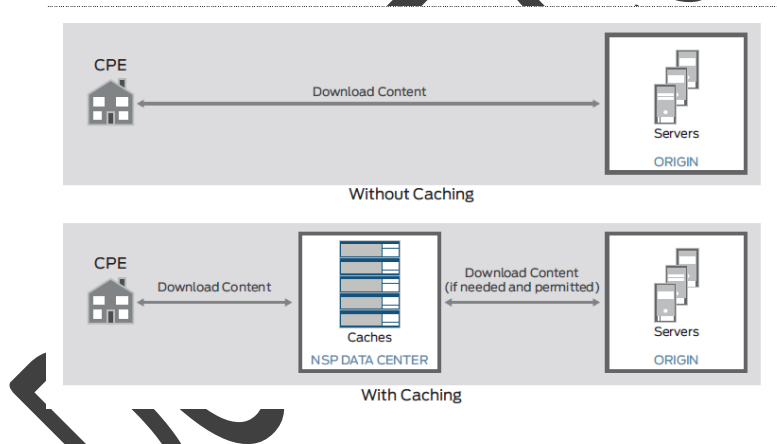 CPE
Download Content
Servers
ORIGIN
Without Caching
CPE
Download Content
Download Content
(if needed and permitted)
Caches
NSP DATA CENTER
Servers
ORIGIN
With Caching